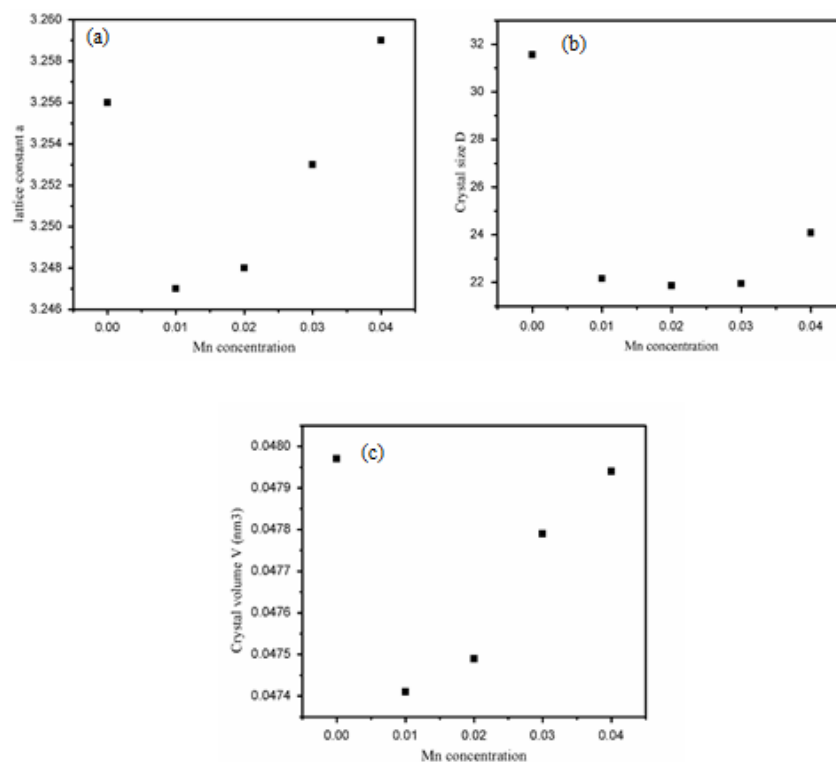 (a)
lattice constant a
3.260
3.258
3.256
3.254
3.252
3.250
3.248
3.246
0.00 0.01 0.02 0.03 0.04
Mn concentration
(b)
Crystal size D
32
30
28
26
24
22
0.00 0.01 0.02 0.03 0.04
Mn concentration
(c)
Crystal volume V (nm3)
0.0480
0.0479
0.0478
0.0477
0.0476
0.0475
0.0474
0.00 0.01 0.02 0.03 0.04
Mn concentration